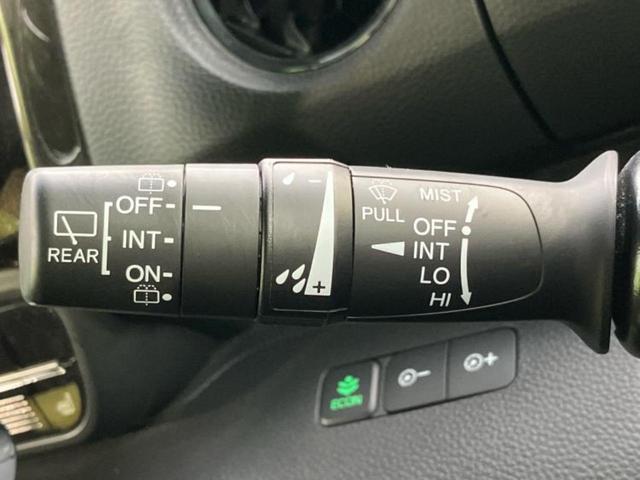 REAR
OFF
INT
ON
−
+
PULL
MIST
OFF
INT
LO
HI
ECON
−
+